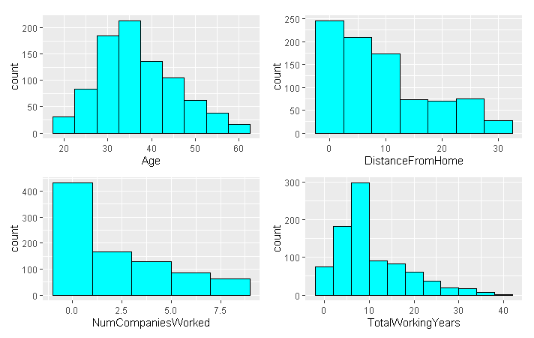 count
200
150
100
50
0
20 30 40 50 60
Age
count
250
200
150
100
50
0
0 10 20 30
DistanceFromHome
count
400
300
200
100
0
0.0 2.5 5.0 7.5
NumCompaniesWorked
count
300
200
100
0
0 10 20 30 40
TotalWorkingYears